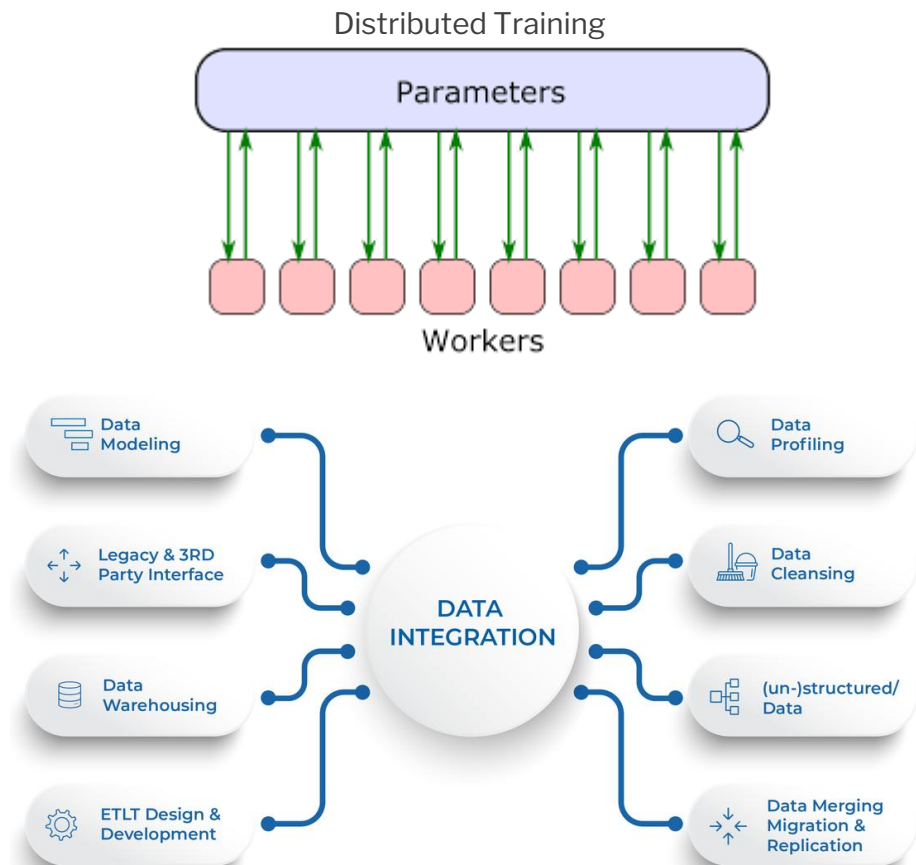 Distributed Training
Parameters
Workers
Data
Modeling
Legacy & 3RD
Party Interface
Data
Warehousing
ETLT Design &
Development
DATA
INTEGRATION
Data
Profiling
Data
Cleansing
(un-)structured/
Data
Data Merging
Migration &
Replication